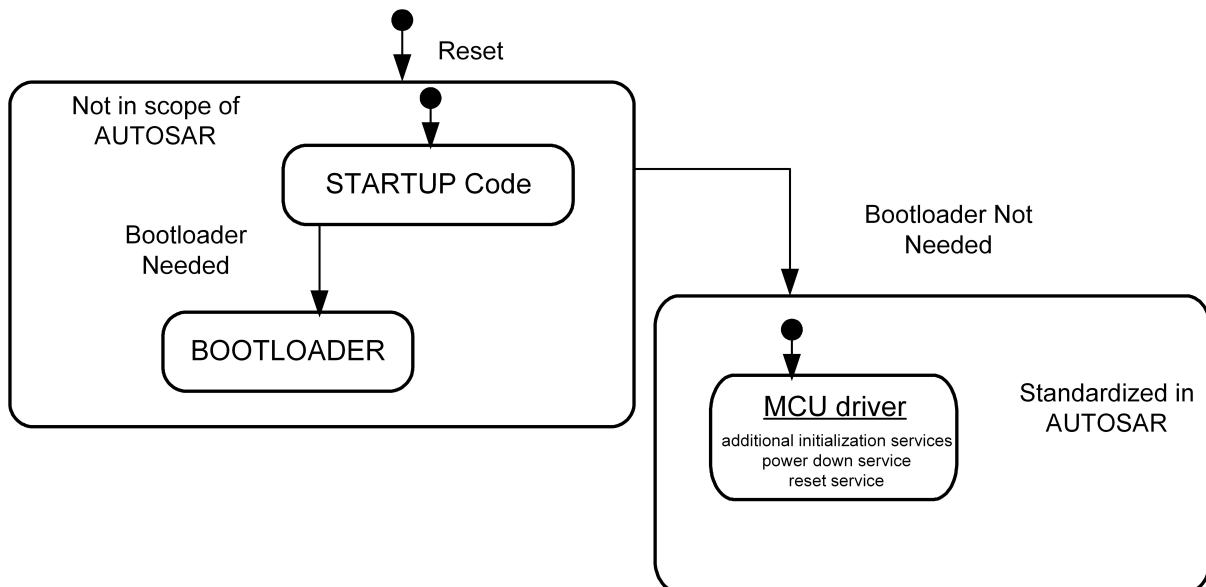 Reset
Not in scope of
AUTOSAR
STARTUP Code
Bootloader
Needed
BOOTLOADER
Bootloader Not
Needed
MCU driver
additional initialization services
power down service
reset service
Standardized in
AUTOSAR